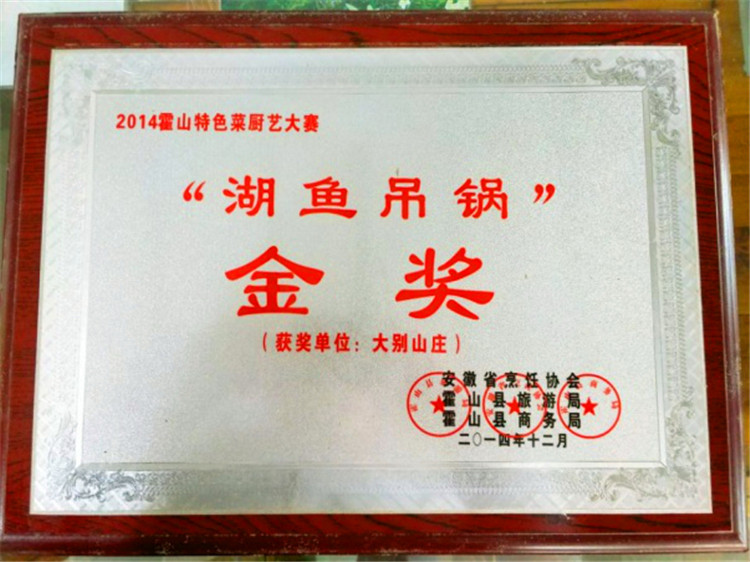 2014霍山特色菜厨艺大赛
“湖鱼吊锅”
金奖
（获奖单位：大别山庄）
安徽省烹饪协会
霍山县旅游局
霍山县商务局
二〇一四年十二月